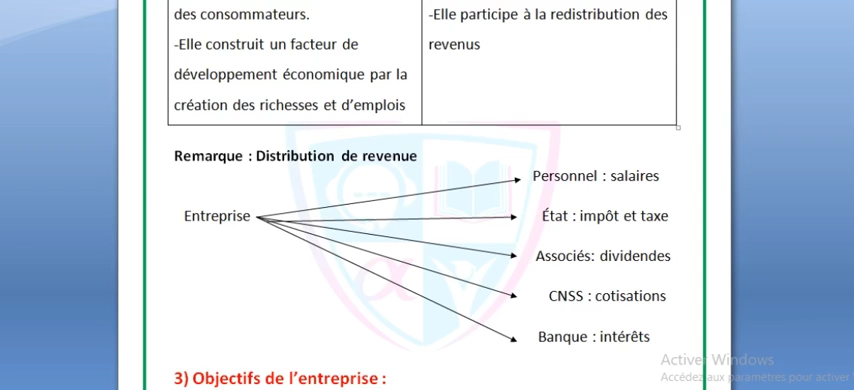 des consommateurs.
-Elle construit un facteur de
développement économique par la
création des richesses et d’emplois
-Elle participe à la redistribution des
revenus
Remarque : Distribution de revenue
Entreprise
Personnel : salaires
État : impôt et taxe
Associés: dividendes
CNSS : cotisations
Banque : intérêts
3) Objectifs de l’entreprise :
Activer Windows
Accédez aux paramètres pour activer